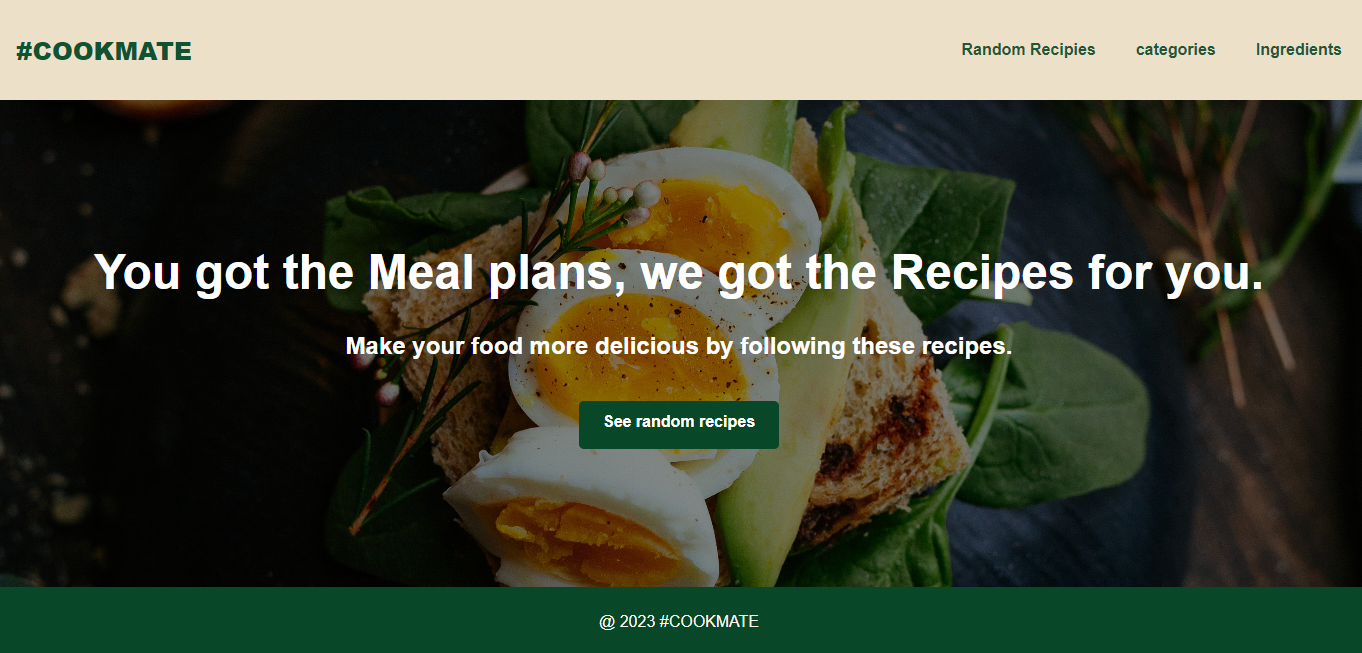 #COOKMATE
Random Recipies
categories
Ingredients
You got the Meal plans, we got the Recipes for you.
Make your food more delicious by following these recipes.
See random recipes
@ 2023 #COOKMATE